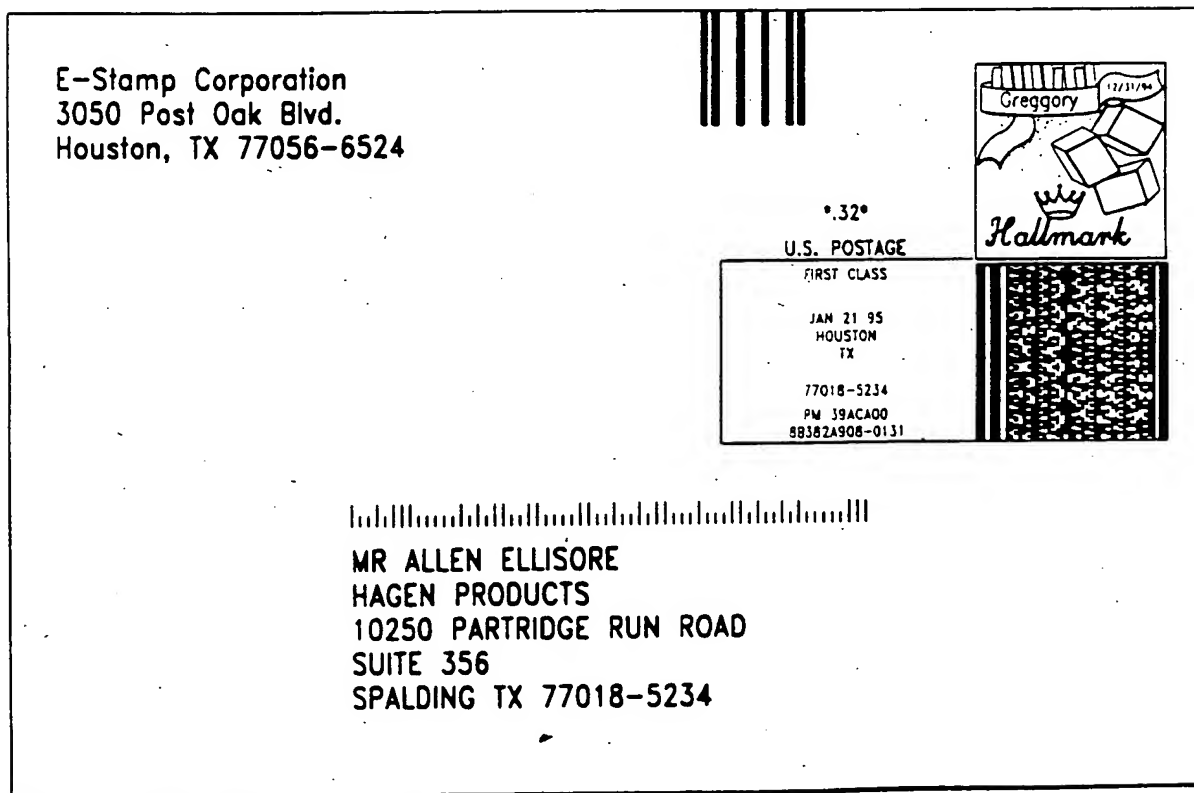 E-Stamp Corporation
3050 Post Oak Blvd.
Houston, TX 77056-6524
Greggory
12/31/94
Hallmark
*.32*
U.S. POSTAGE
FIRST CLASS
JAN 21 95
HOUSTON
TX
77018-5234
PM 39ACA00
8B382A908-0131
MR ALLEN ELLISORE
HAGEN PRODUCTS
10250 PARTRIDGE RUN ROAD
SUITE 356
SPALDING TX 77018-5234